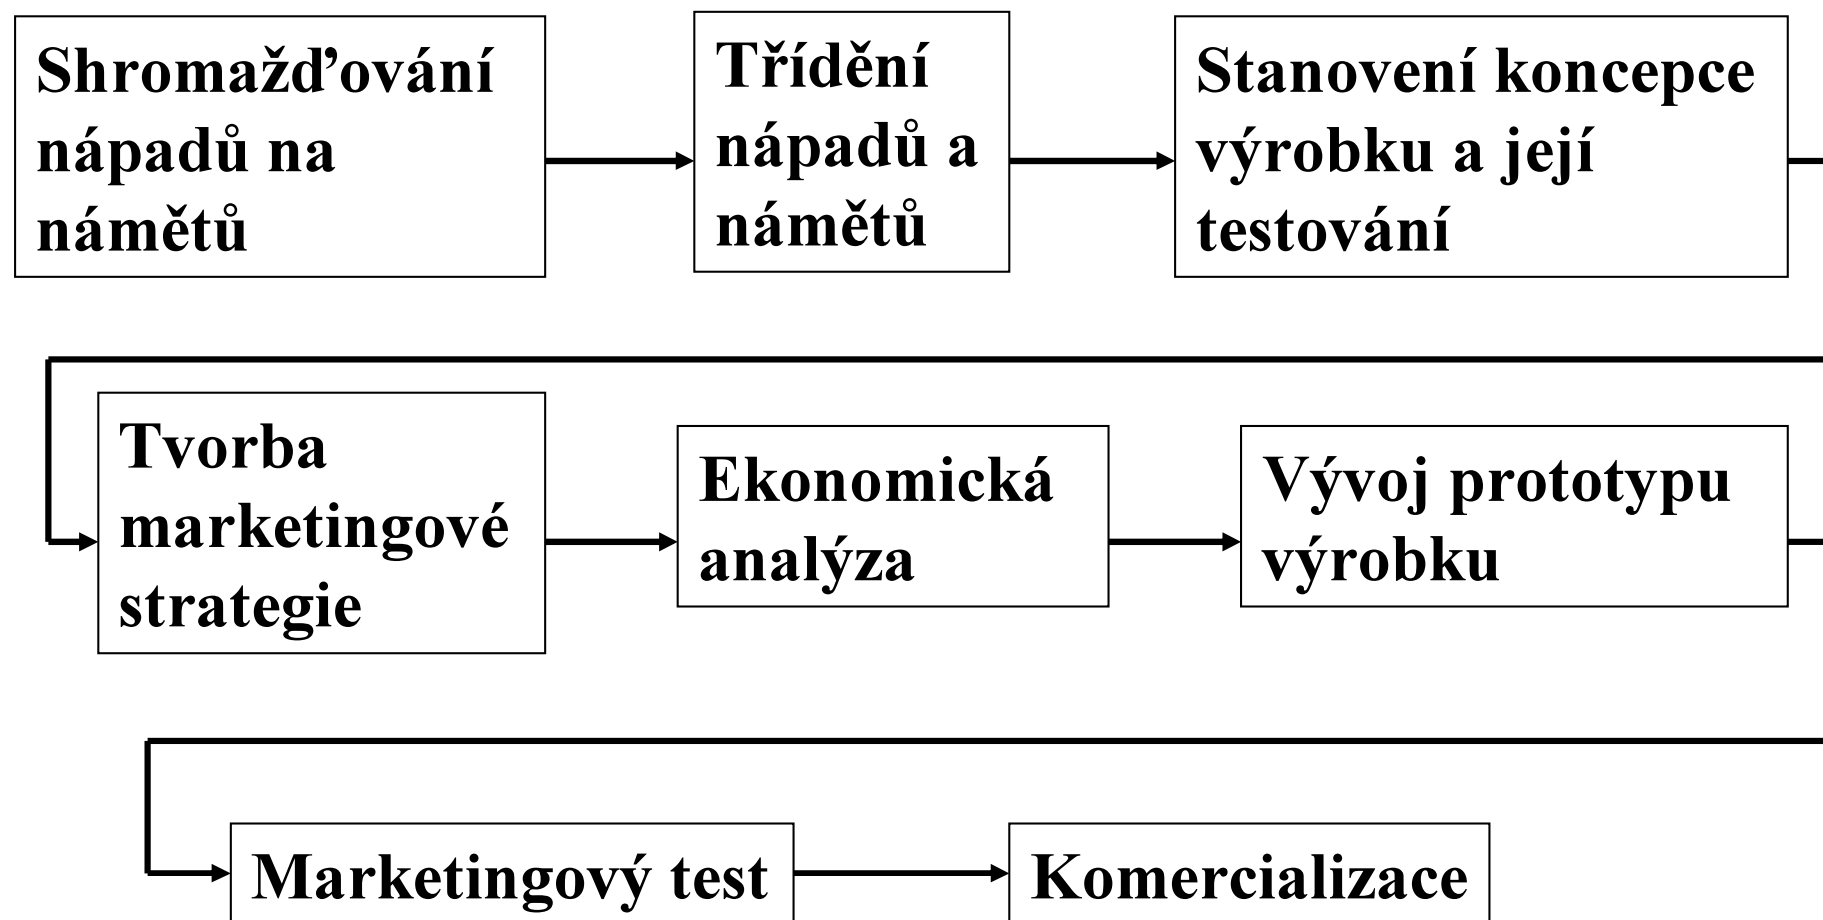 Shromažďování
nápadů na
námětů
Třídění
nápadů a
námětů
Stanovení koncepce
výrobku a její
testování
Tvorba
marketingové
strategie
Ekonomická
analýza
Vývoj prototypu
výrobku
Marketingový test
Komercializace